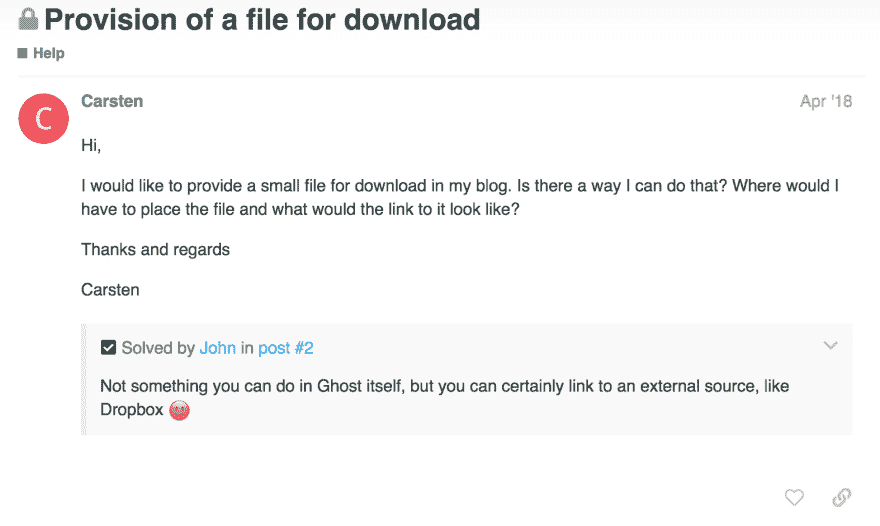 Provision of a file for download
Help
C
Carsten
Apr '18
Hi,
I would like to provide a small file for download in my blog. Is there a way I can do that? Where would I
have to place the file and what would the link to it look like?
Thanks and regards
Carsten
Solved by John in post #2
Not something you can do in Ghost itself, but you can certainly link to an external source, like
Dropbox